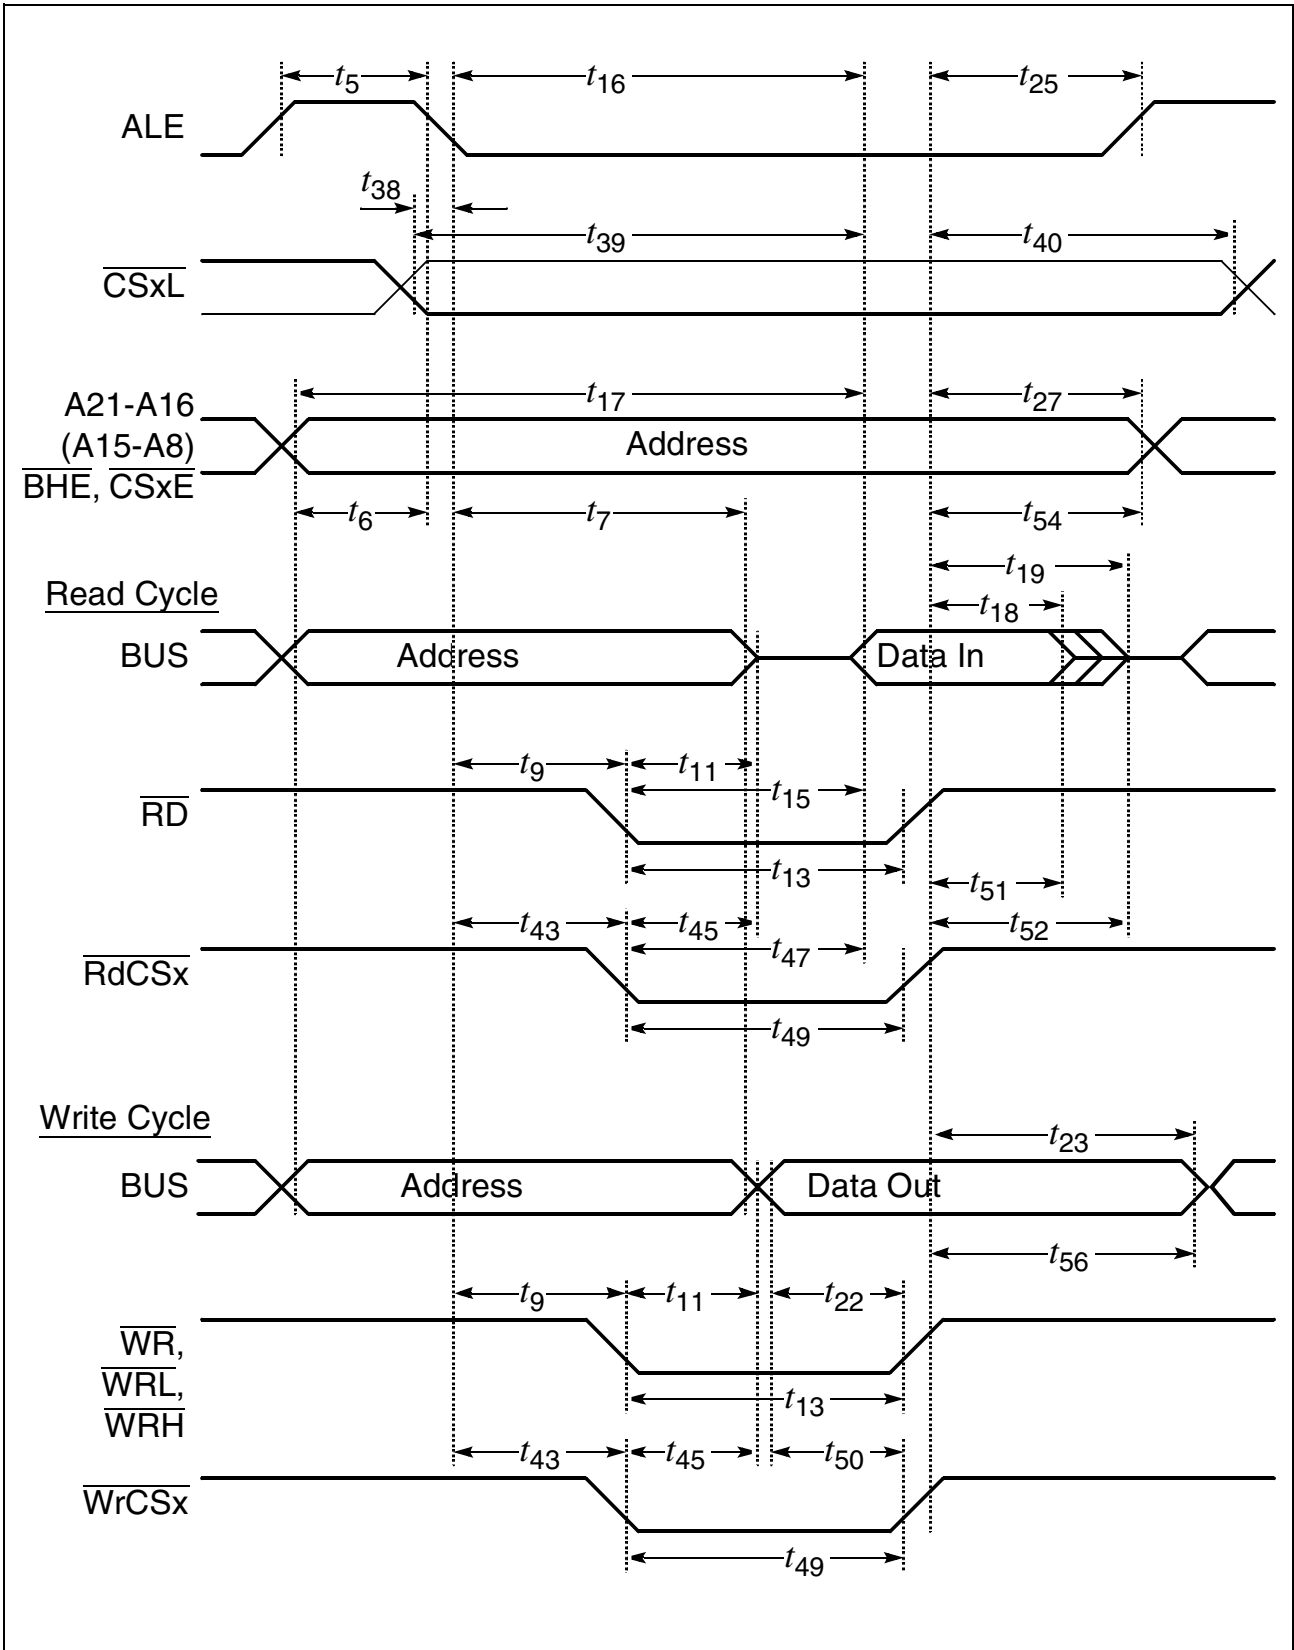 t5 t16 t25
ALE
t38
t39 t40
CSxL
A21-A16 t17 t27
(A15-A8) Address
BHE, CSxE
t6 t7 t54
t19
Read Cycle t18
BUS Address Data In
t9 t11
t15
RD
t13 t51
t43 t45 t52
t47
RdCSx
t49
Write Cycle
t23
BUS Address Data Out
t56
t9 t11 t22
WR,
WRL,
t13
WRH
t43 t45 t50
WrCSx
t49